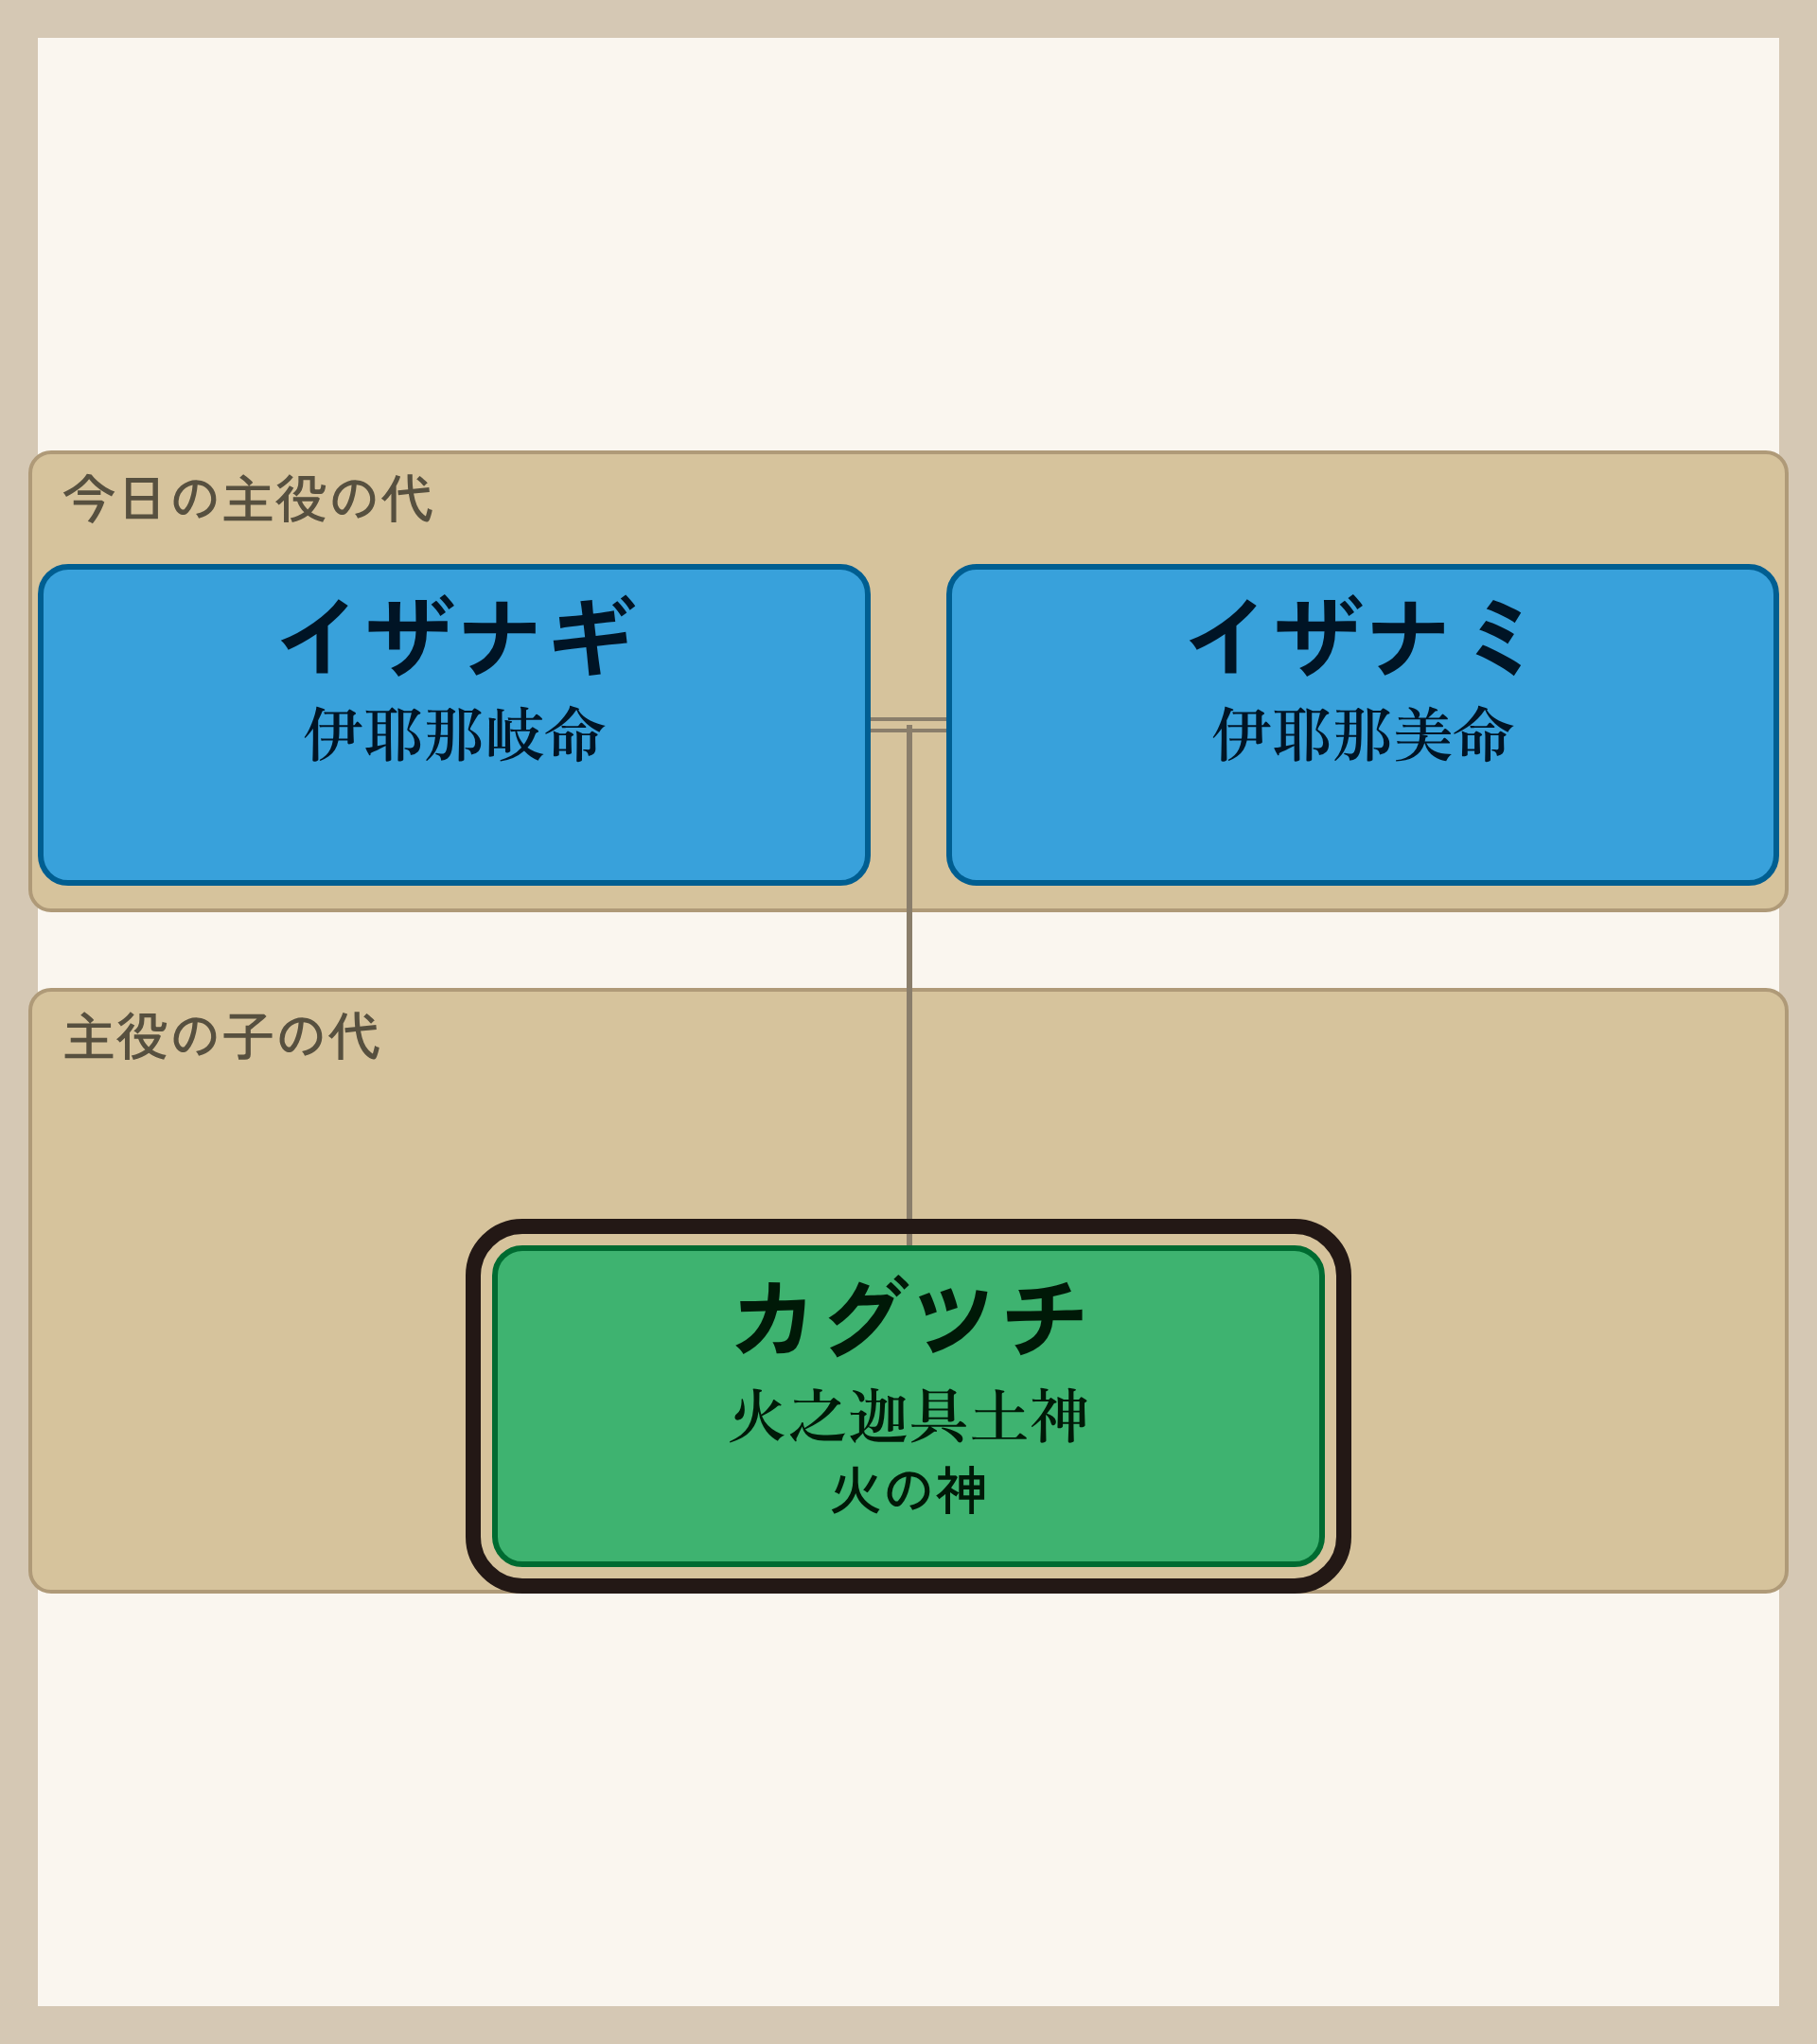 今日の主役の代
イザナギ
伊耶那岐命
イザナミ
伊耶那美命
主役の子の代
カグツチ
火之迦具土神
火の神